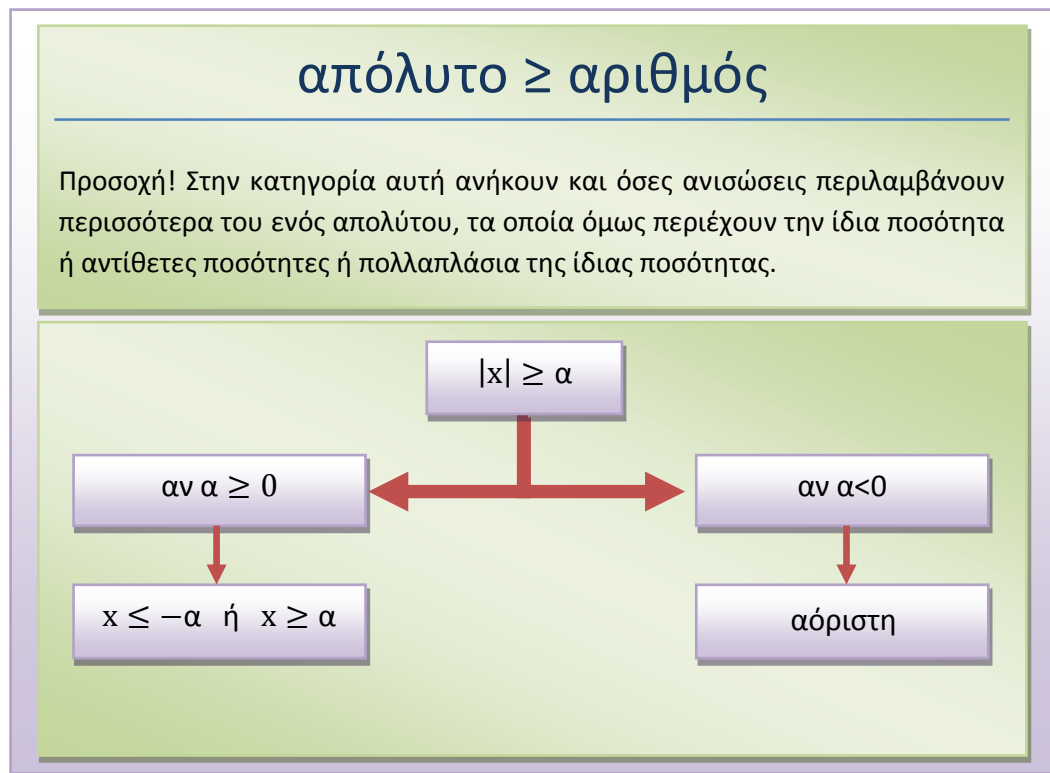 απόλυτο ≥ αριθμός
Προσοχή! Στην κατηγορία αυτή ανήκουν και όσες ανισώσεις περιλαμβάνουν
περισσότερα του ενός απολύτου, τα οποία όμως περιέχουν την ίδια ποσότητα
ή αντίθετες ποσότητες ή πολλαπλάσια της ίδιας ποσότητας.
|x| ≥ α
αν α ≥ 0
αν α<0
x ≤ −α ή x ≥ α
αόριστη